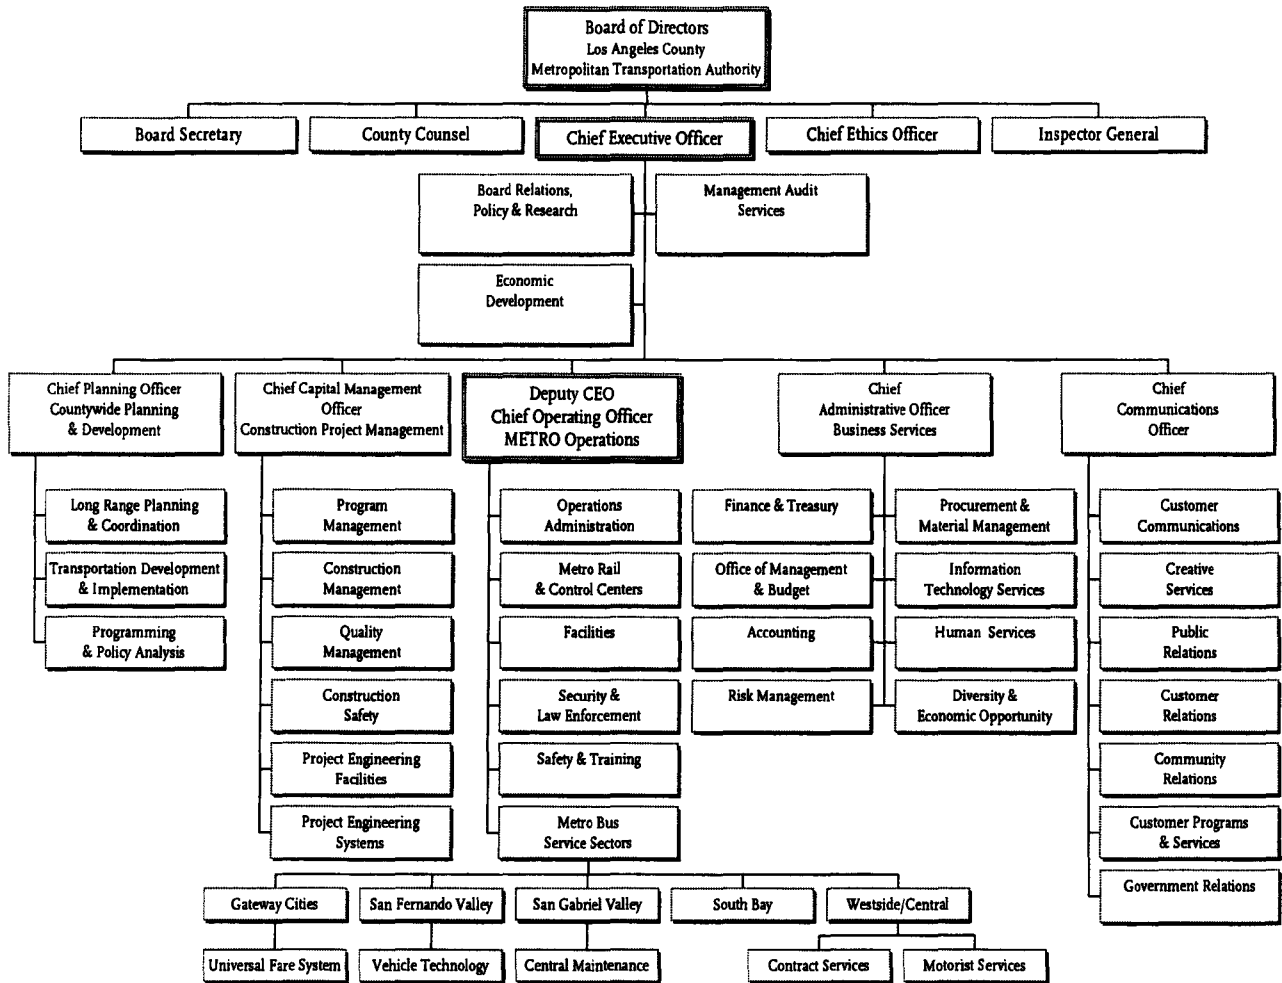 Board of Directors
Los Angeles County
Metropolitan Transportation Authority
Board Secretary
County Counsel
Chief Executive Officer
Chief Ethics Officer
Inspector General
Board Relations,
Policy & Research
Management Audit
Services
Economic
Development
Chief Planning Officer
Countywide Planning
& Development
Chief Capital Management
Officer
Construction Project Management
Deputy CEO
Chief Operating Officer
METRO Operations
Chief
Administrative Officer
Business Services
Chief
Communications
Officer
Long Range Planning
& Coordination
Transportation Development
& Implementation
Programming
& Policy Analysis
Program
Management
Construction
Management
Quality
Management
Construction
Safety
Project Engineering
Facilities
Project Engineering
Systems
Operations
Administration
Metro Rail
& Control Centers
Facilities
Security &
Law Enforcement
Safety & Training
Metro Bus
Service Sectors
Finance & Treasury
Office of Management
& Budget
Accounting
Risk Management
Procurement &
Material Management
Information
Technology Services
Human Services
Diversity &
Economic Opportunity
Customer
Communications
Creative
Services
Public
Relations
Customer
Relations
Community
Relations
Customer Programs
& Services
Government Relations
Gateway Cities
San Fernando Valley
San Gabriel Valley
South Bay
Westside/Central
Universal Fare System
Vehicle Technology
Central Maintenance
Contract Services
Motorist Services